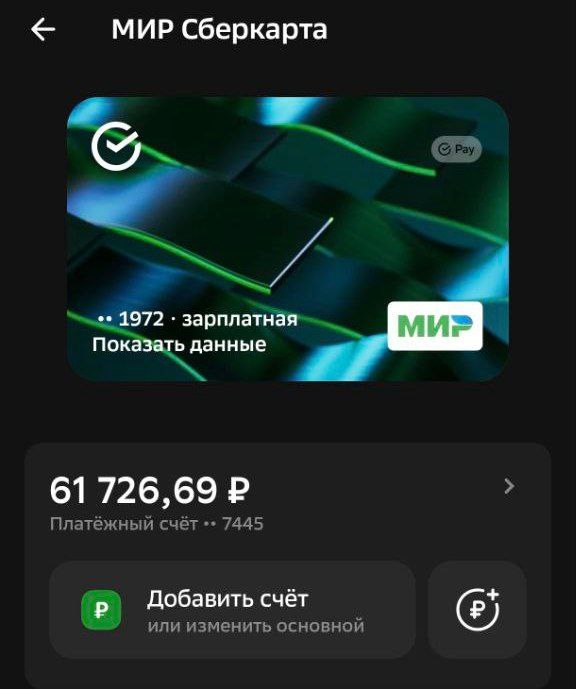 МИР Сберкарта
Pay
•• 1972 · зарплатная
Показать данные
МИР
61 726,69 ₽
Платёжный счёт •• 7445
₽
Добавить счёт
или изменить основной
₽+